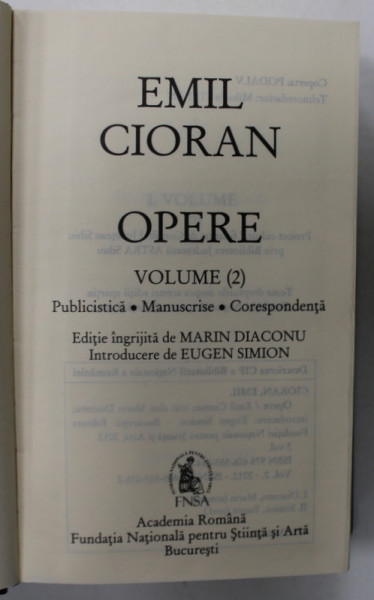 EMIL
CIORAN
OPERE
VOLUME (2)
Publicistică • Manuscrise • Corespondență
Ediție îngrijită de MARIN DIACONU
Introducere de EUGEN SIMION
FNSA
Academia Română
Fundația Națională pentru Știință și Artă
București